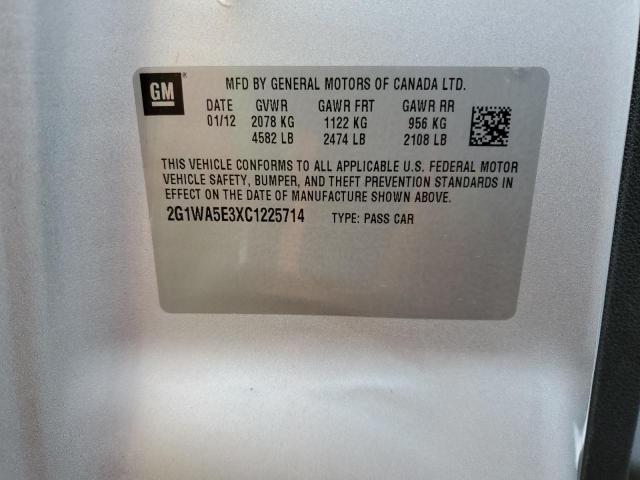 GM
MFD BY GENERAL MOTORS OF CANADA LTD.
DATE GVWR GAWR FRT GAWR RR
01/12 2078 KG 1122 KG 956 KG
4582 LB 2474 LB 2108 LB
THIS VEHICLE CONFORMS TO ALL APPLICABLE U.S. FEDERAL MOTOR
VEHICLE SAFETY, BUMPER, AND THEFT PREVENTION STANDARDS IN
EFFECT ON THE DATE OF MANUFACTURE SHOWN ABOVE.
2G1WA5E3XC1225714 TYPE: PASS CAR